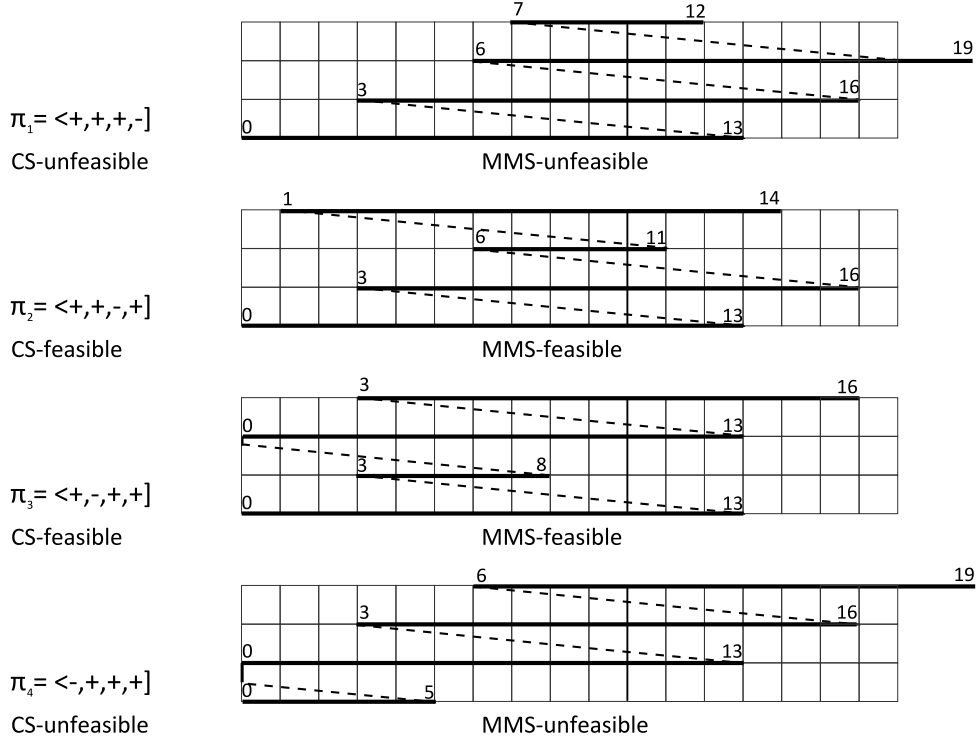 7 12
6 19
3 16
π₁= <+,+,+,-]
0 13
CS-unfeasible MMS-unfeasible
1 14
6 11
3 16
π₂= <+,+,-,+]
0 13
CS-feasible MMS-feasible
3 16
0 13
3 8
π₃= <+,-,+,+]
0 13
CS-feasible MMS-feasible
6 19
3 16
0 13
π₄= <-,+,+,+]
0 5
CS-unfeasible MMS-unfeasible